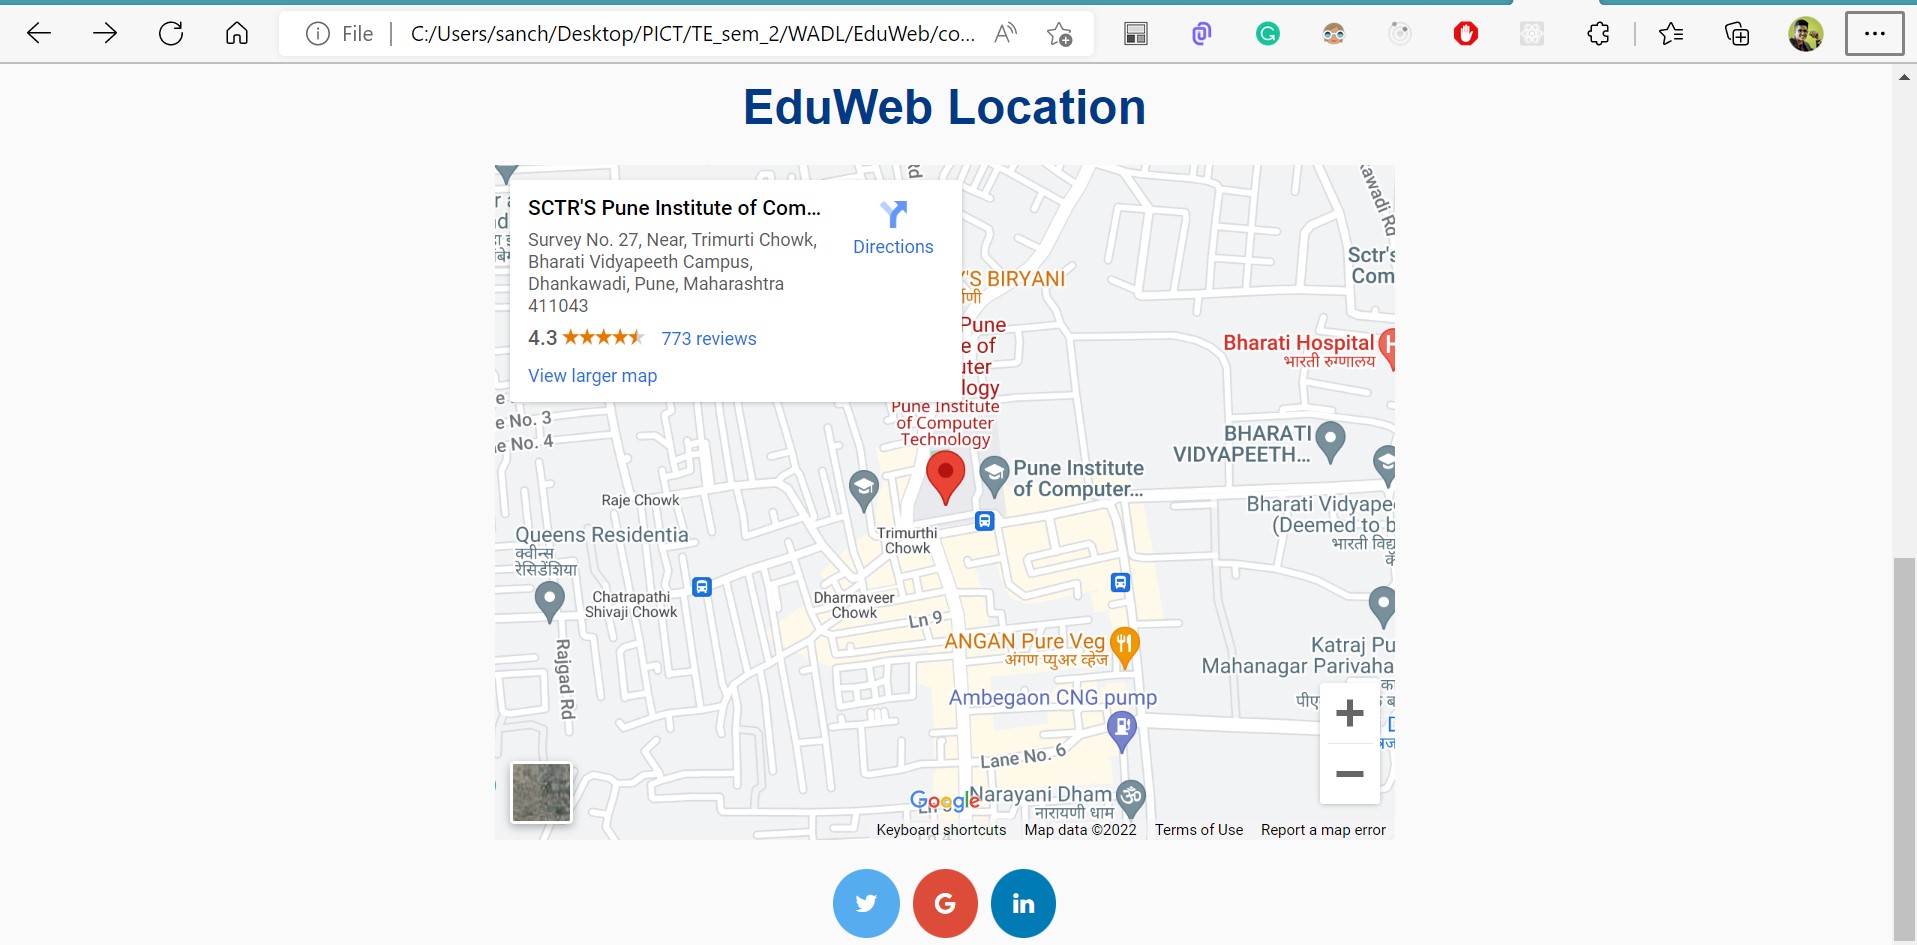 File
C:/Users/sanch/Desktop/PICT/TE_sem_2/WADL/EduWeb/co...
EduWeb Location
SCTR'S Pune Institute of Com...
Directions
Survey No. 27, Near, Trimurti Chowk,
Bharati Vidyapeeth Campus,
Dhankawadi, Pune, Maharashtra
411043
4.3
773 reviews
View larger map
'S BIRYANI
Sctr's
Com
Pune
e of
logy
Bharati Hospital
भारती रुग्णालय
Pune Institute
of Computer
Technology
e No. 3
e No. 4
BHARATI
VIDYAPEETH...
Pune Institute
of Computer...
Raje Chowk
Bharati Vidyape
(Deemed to b
भारती विद्य
Queens Residentia
क्वीन्स
रेसिडेंशिया
Trimurthi
Chowk
Chatrapathi
Shivaji Chowk
Dharmaveer
Chowk
Ln 9
ANGAN Pure Veg
अंगण प्युअर व्हेज
Katraj Pu
Mahanagar Parivaha
Rajgad Rd
Ambegaon CNG pump
Lane No. 6
Narayani Dham
नारायणी धाम
Google
Keyboard shortcuts
Map data ©2022
Terms of Use
Report a map error
G
in